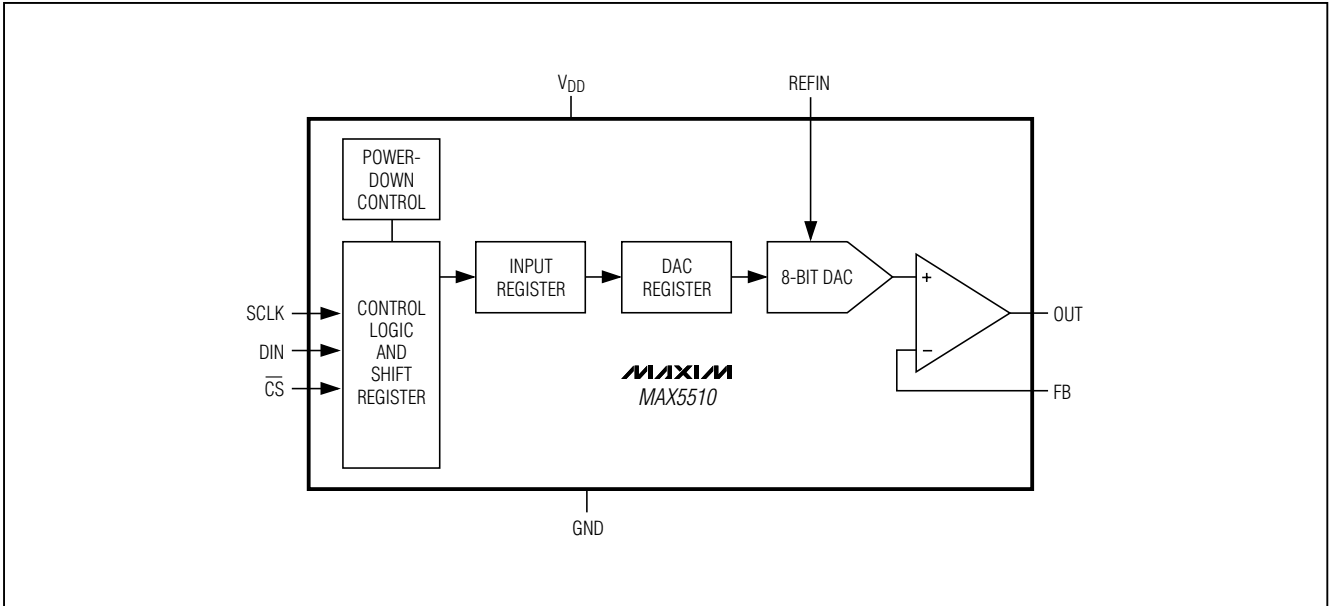 V_DD
REFIN
POWER-
DOWN
CONTROL
SCLK
DIN
C̅S̅
CONTROL
LOGIC
AND
SHIFT
REGISTER
INPUT
REGISTER
DAC
REGISTER
8-BIT DAC
+
−
OUT
FB
MAXIM
MAX5510
GND